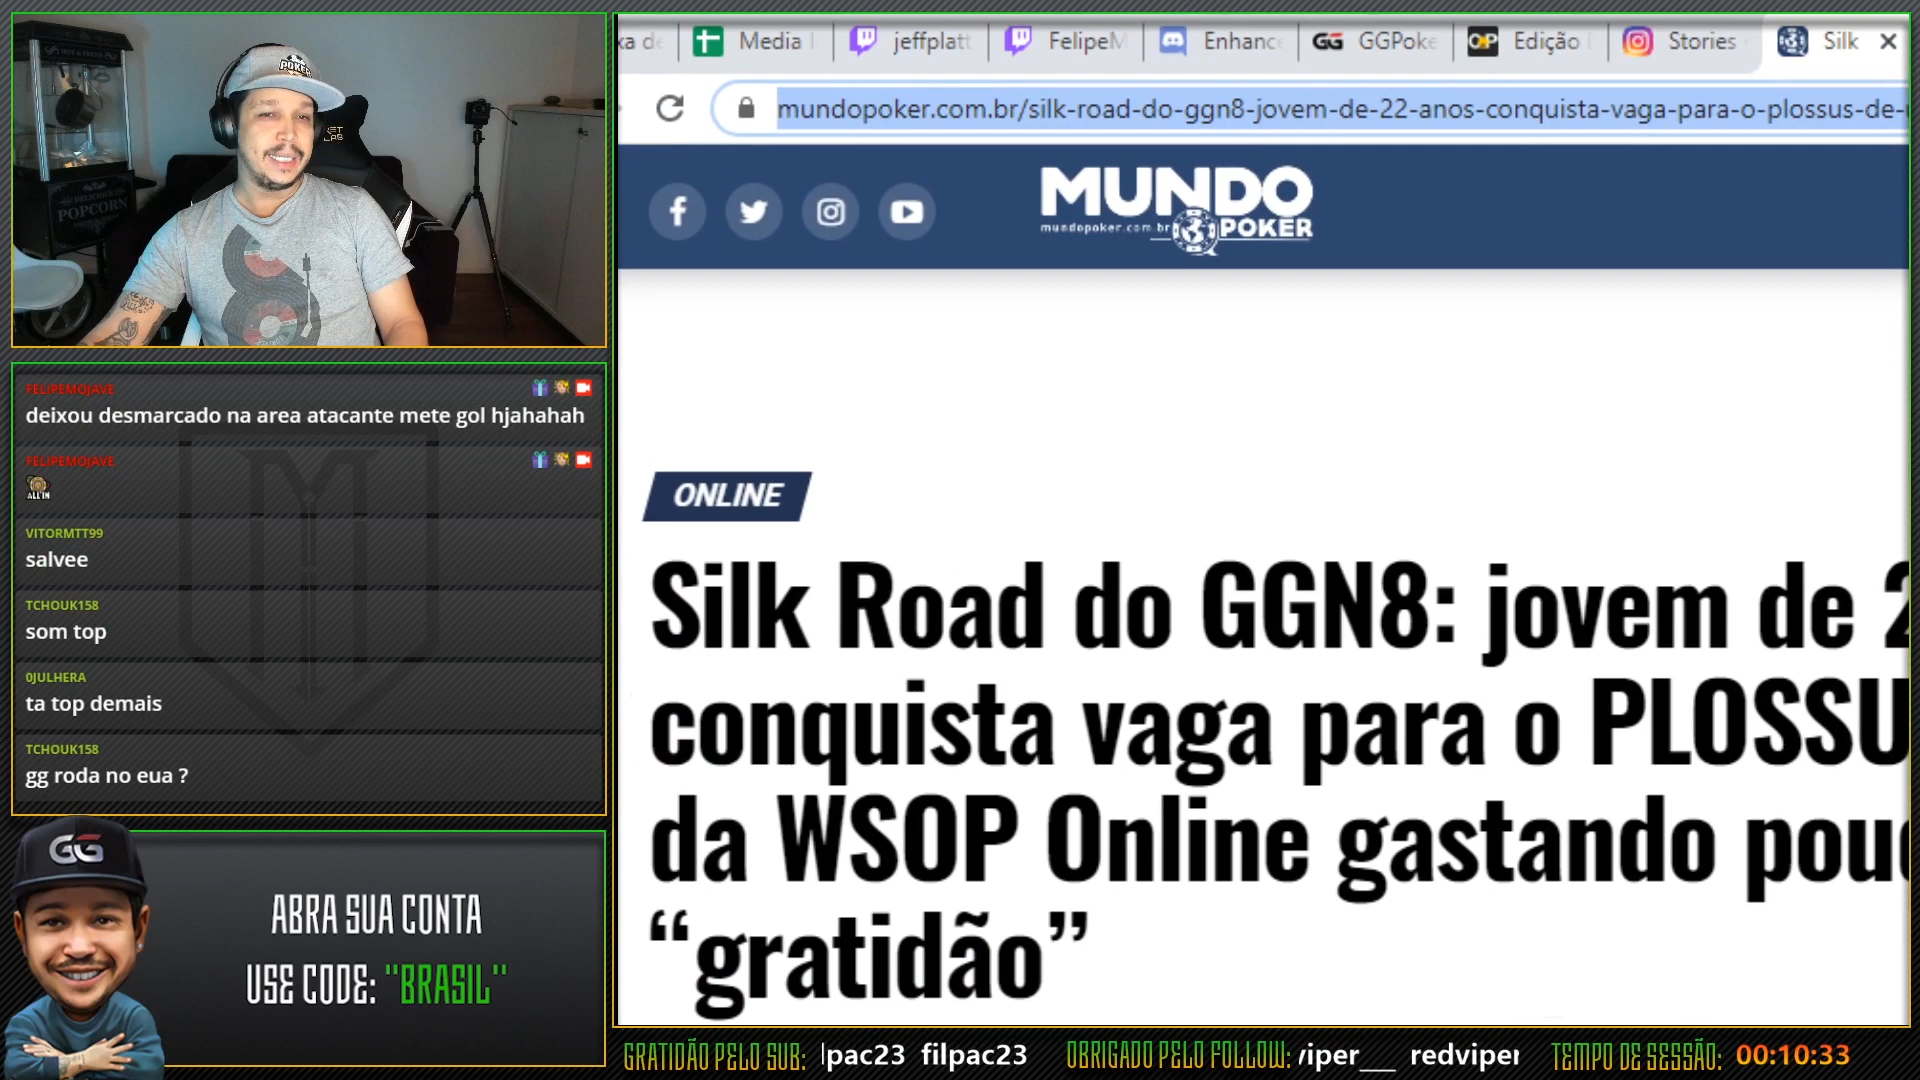 POKER
DELICIOUS
POPCORN
FELIPEMOJAVE
deixou desmarcado na area atacante mete gol hjahahah
FELIPEMOJAVE
ALL IN
VITORMTT99
salvee
TCHOUK158
som top
0JULHERA
ta top demais
TCHOUK158
gg roda no eua ?
GG
ABRA SUA CONTA
USE CODE: "BRASIL"
Media
jeffplatt
FelipeM
Enhanc
GG GGPoke
Edição
Stories
Silk
mundopoker.com.br/silk-road-do-ggn8-jovem-de-22-anos-conquista-vaga-para-o-plossus-de-
MUNDO
mundopoker.com.br POKER
ONLINE
Silk Road do GGN8: jovem de 2
conquista vaga para o PLOSSU
da WSOP Online gastando pou
“gratidão”
GRATIDÃO PELO SUB: lpac23 filpac23 OBRIGADO PELO FOLLOW: viper___ redviper TEMPO DE SESSÃO: 00:10:33